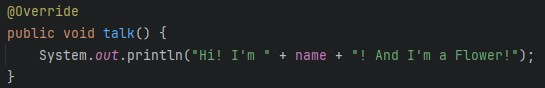 @Override
public void talk() {
    System.out.println("Hi! I'm " + name + "! And I'm a Flower!");
}